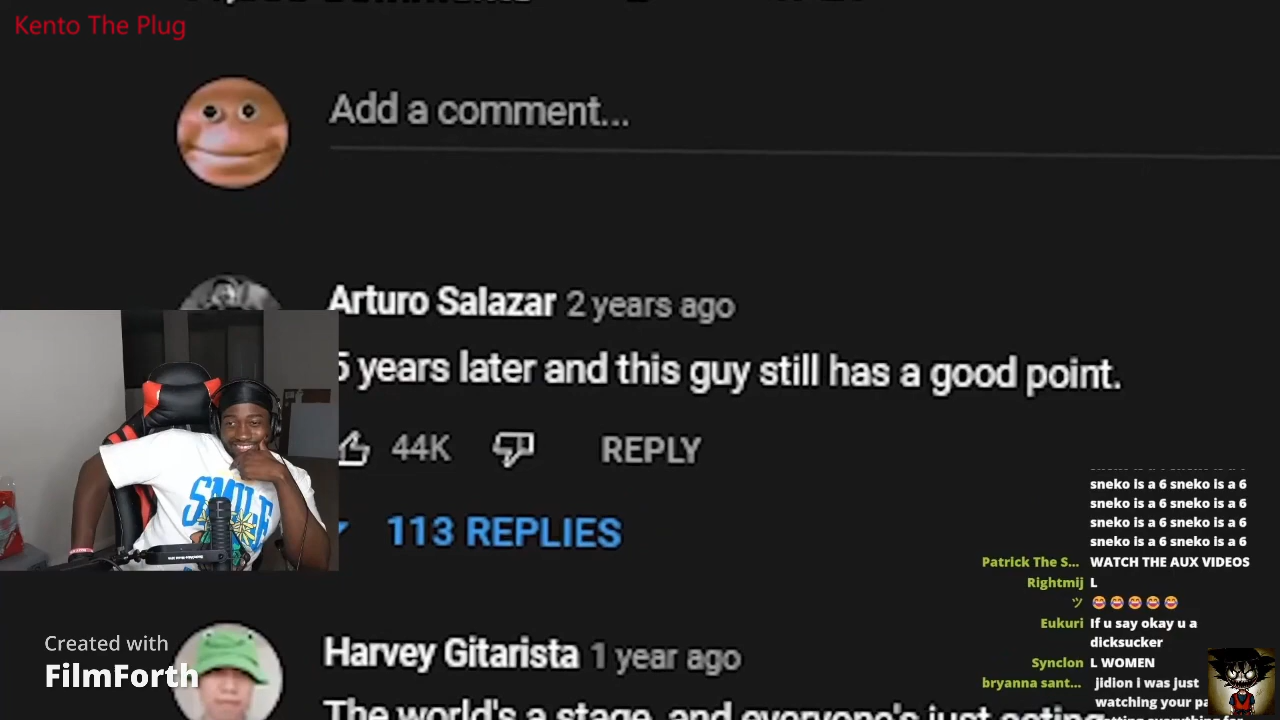 Kento The Plug
Add a comment...
Arturo Salazar 2 years ago
5 years later and this guy still has a good point.
44K REPLY
113 REPLIES
SMILE
sneko is a 6 sneko is a 6
sneko is a 6 sneko is a 6
sneko is a 6 sneko is a 6
sneko is a 6 sneko is a 6
Patrick The S... WATCH THE AUX VIDEOS
Rightmij L
ツ 😂😂😂😂😂
Eukuri If u say okay u a
dicksucker
Synclon L WOMEN
bryanna sant... jidion i was just
watching your pa
Created with
FilmForth
Harvey Gitarista 1 year ago
The world's a stage, and everyone's just